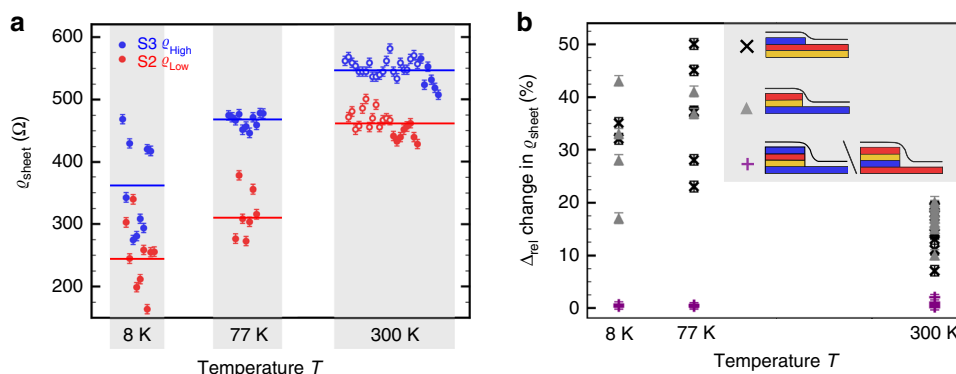 a
600
500
400
300
200
ϱsheet (Ω)
S3 ϱHigh
S2 ϱLow
8 K
77 K
300 K
Temperature T
b
50
40
30
20
10
0
Δrel change in ϱsheet (%)
8 K
77 K
300 K
Temperature T